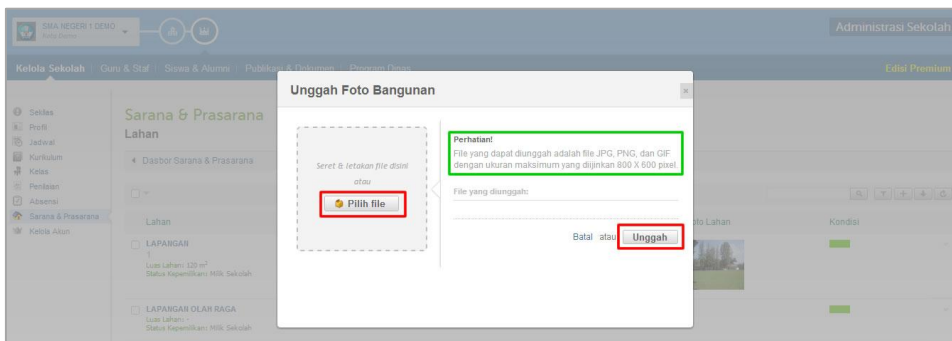 SMA NEGERI 1 DEMO
Administrasi Sekolah
Kelola Sekolah
Guru & Staf
Siswa & Alumni
Publikasi & Dokumen
Program Dinas
Edisi Premium
Sekilas
Profil
Jadwal
Kurikulum
Kelas
Penilaian
Absensi
Sarana & Prasarana
Kelola Akun
Sarana & Prasarana
Lahan
Dasbor Sarana & Prasarana
Lahan
Foto Lahan
Kondisi
LAPANGAN
1
Luas Lahan: 120 m²
Status Kepemilikan: Milik Sekolah
LAPANGAN OLAH RAGA
Luas Lahan: -
Status Kepemilikan: Milik Sekolah
Unggah Foto Bangunan
Seret & letakan file disini
atau
Pilih file
Perhatian!
File yang dapat diunggah adalah file JPG, PNG, dan GIF
dengan ukuran maksimum yang diijinkan 800 X 600 pixel.
File yang diunggah:
Batal atau Unggah